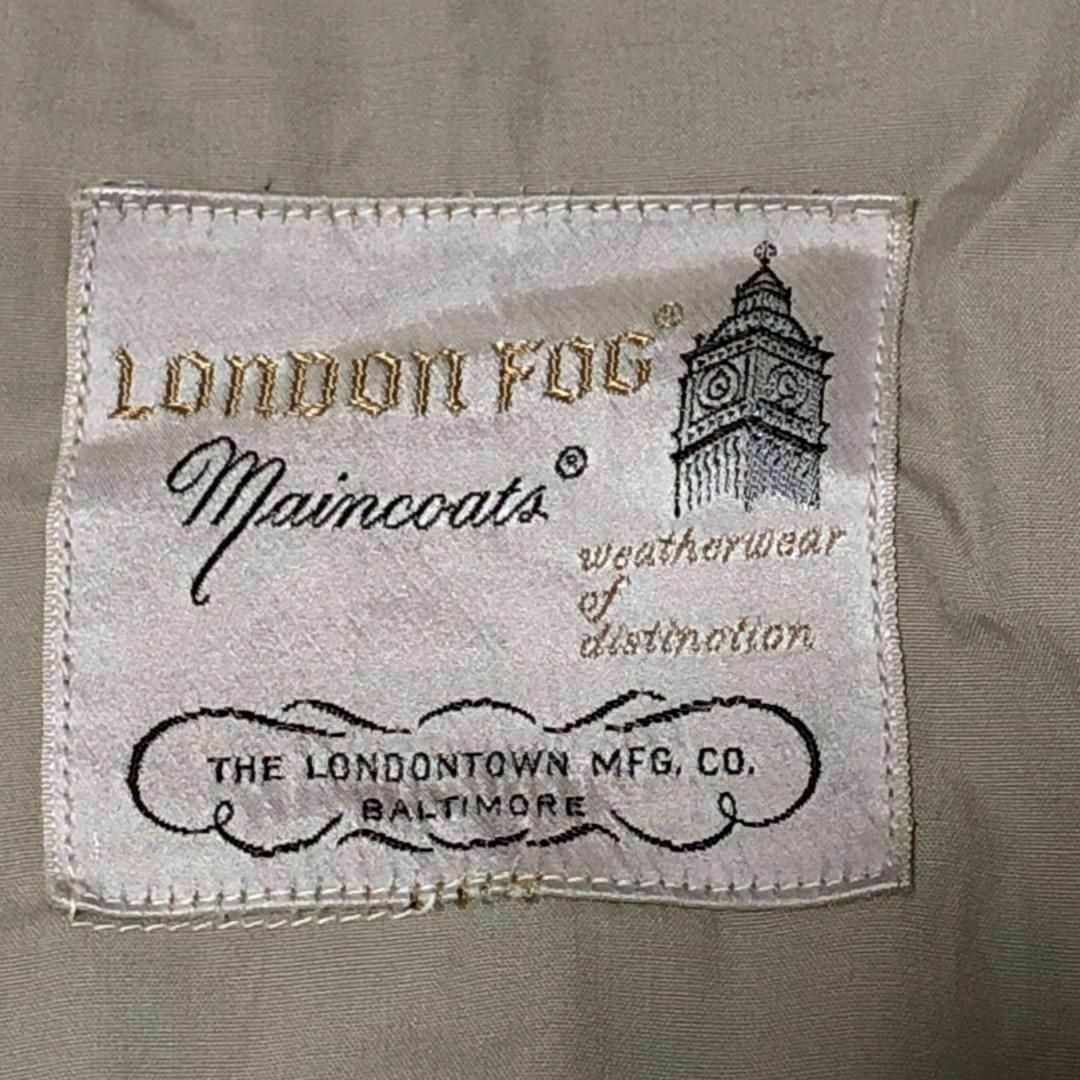 LONDON FOG®
Maincoats®
weatherwear
of
distinction
THE LONDONTOWN MFG. CO.
BALTIMORE